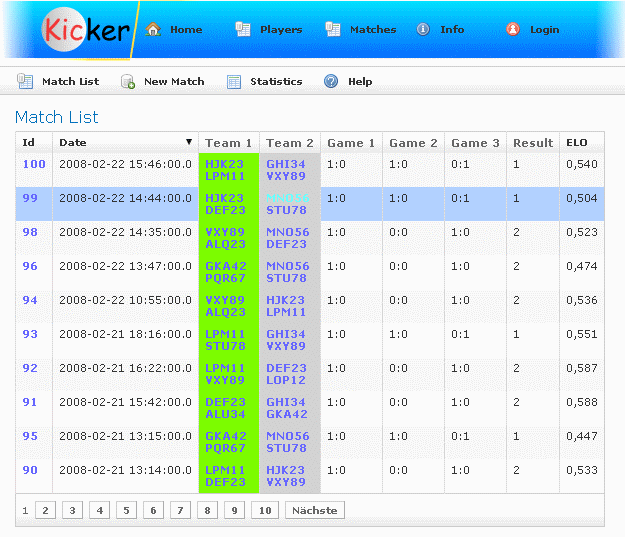 Kicker Home Players Matches Info Login
Match List New Match Statistics Help
Match List
Id Date Team 1 Team 2 Game 1 Game 2 Game 3 Result ELO
100 2008-02-22 15:46:00.0 HJK23 GHI34 1:0 1:0 0:1 1 0,540
LPM11 VXY89
99 2008-02-22 14:44:00.0 HJK23 MNO56 1:0 1:0 0:1 1 0,504
DEF23 STU78
98 2008-02-22 14:35:00.0 VXY89 MNO56 1:0 0:0 1:0 2 0,523
ALQ23 DEF23
96 2008-02-22 13:47:00.0 GKA42 MNO56 1:0 0:0 1:0 2 0,474
PQR67 STU78
94 2008-02-22 10:55:00.0 VXY89 HJK23 1:0 0:0 1:0 2 0,536
ALQ23 LPM11
93 2008-02-21 18:16:00.0 LPM11 GHI34 1:0 1:0 0:1 1 0,551
STU78 VXY89
92 2008-02-21 16:22:00.0 LPM11 DEF23 1:0 0:0 1:0 2 0,587
VXY89 LOP12
91 2008-02-21 15:42:00.0 DEF23 GHI34 1:0 0:0 1:0 2 0,588
ALU34 GKA42
95 2008-02-21 13:15:00.0 GKA42 MNO56 1:0 1:0 0:1 1 0,447
PQR67 STU78
90 2008-02-21 13:14:00.0 LPM11 HJK23 1:0 0:0 1:0 2 0,533
DEF23 VXY89
1 2 3 4 5 6 7 8 9 10 Nächste